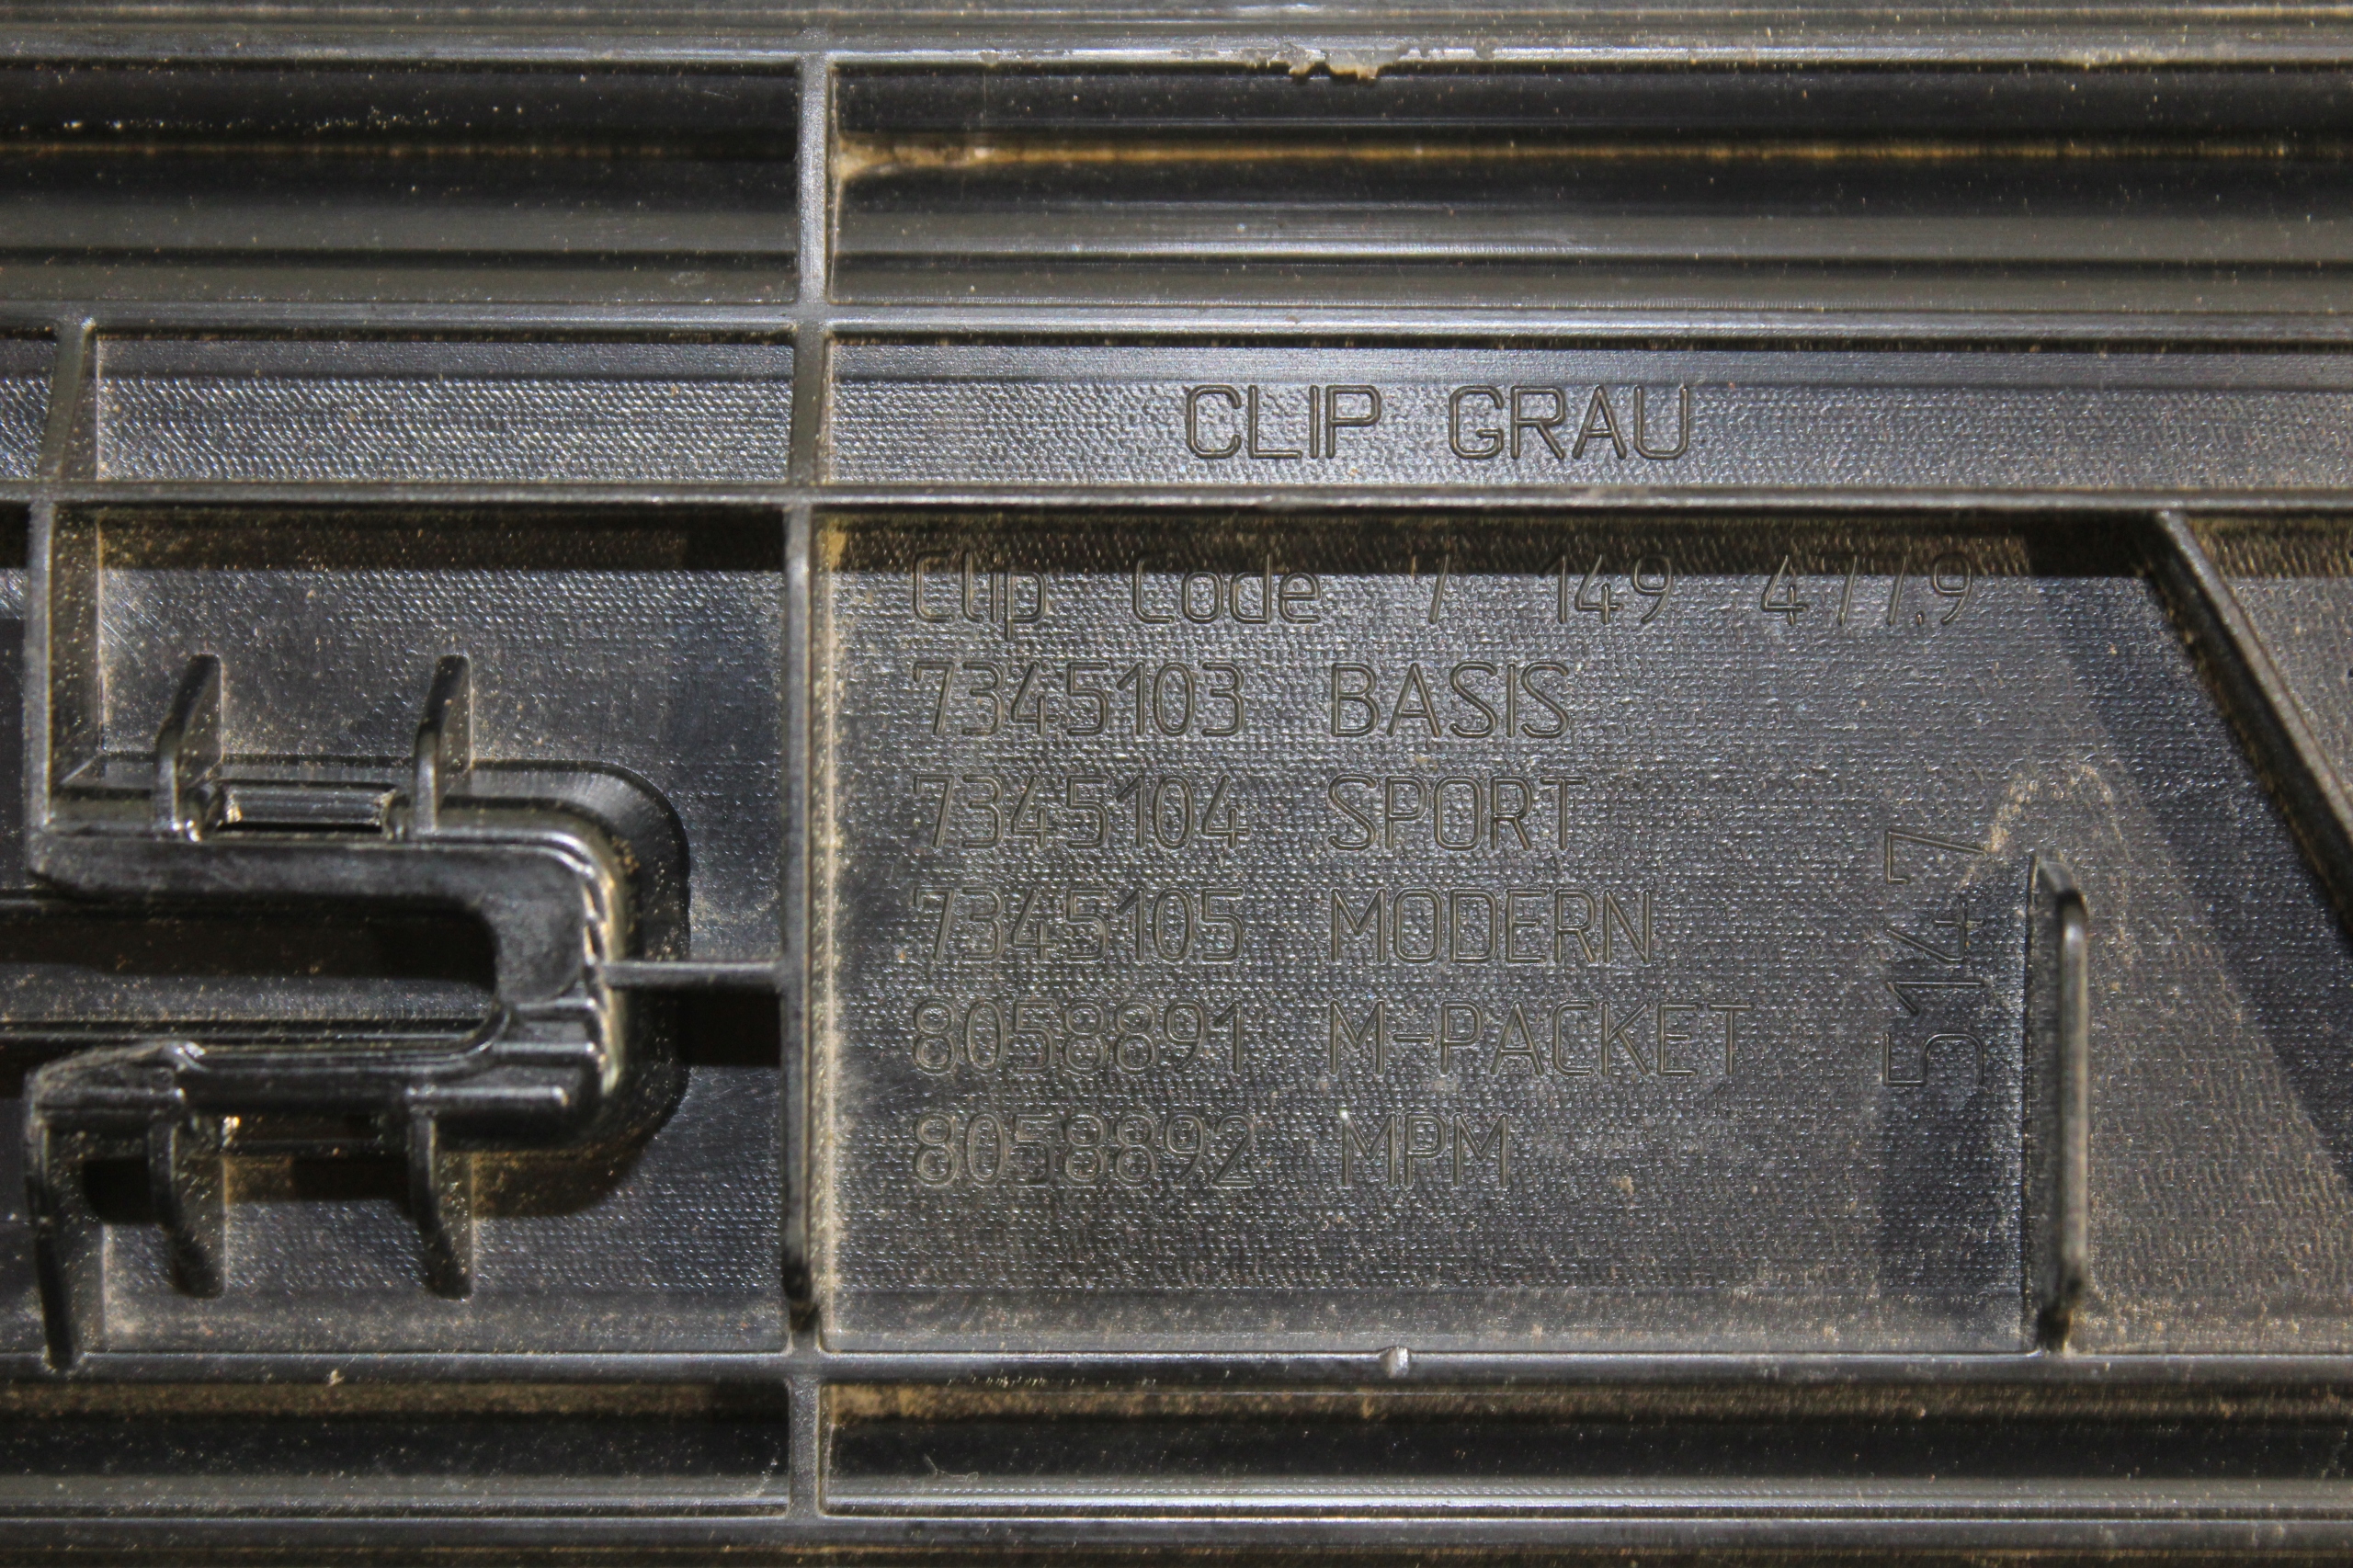 CLIP GRAU
Clip Code 7 149 477.9
7345103 BASIS
7345104 SPORT
7345105 MODERN
8058891 M-PACKET
8058892 MPM
5147